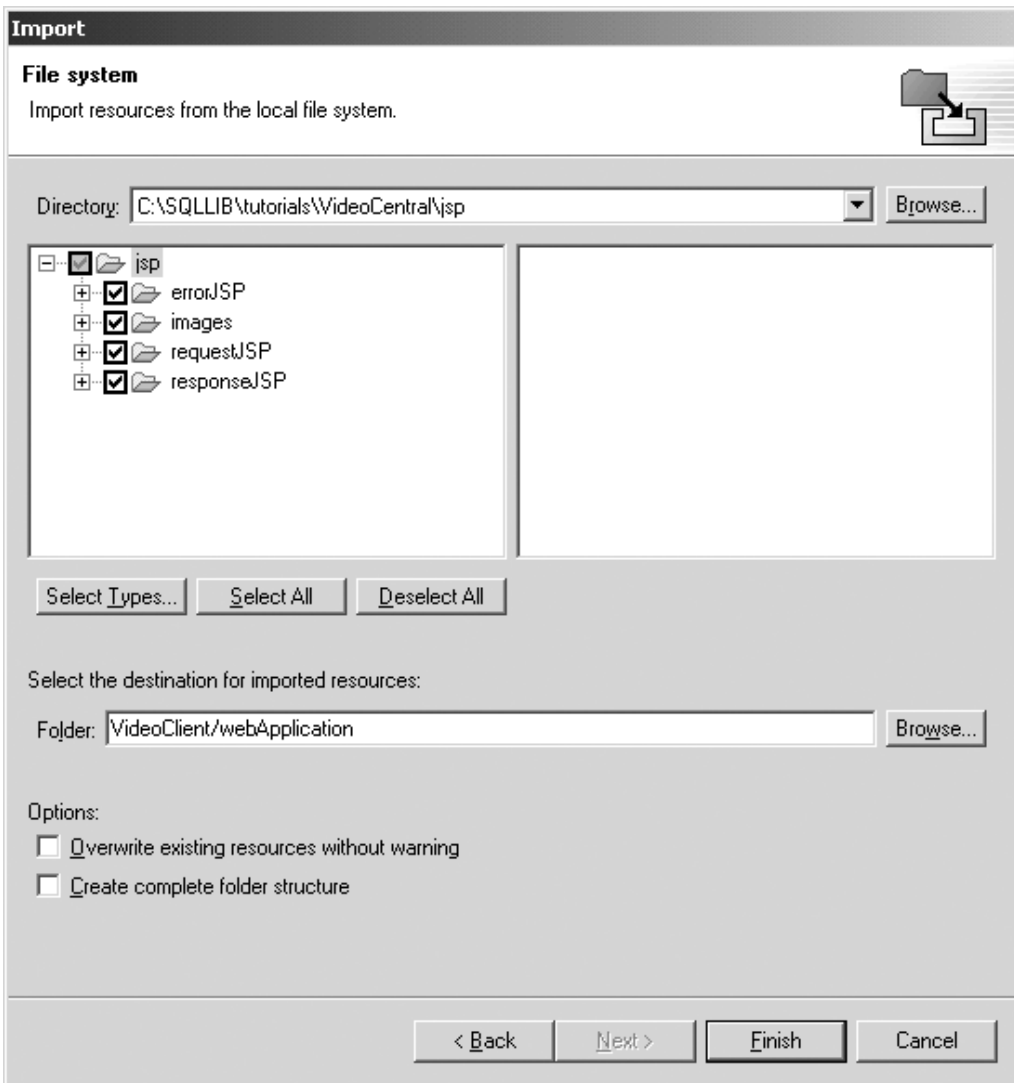 Import
File system
Import resources from the local file system.
Directory: C:\SQLLIB\tutorials\VideoCentral\jsp Browse...
jsp
errorJSP
images
requestJSP
responseJSP
Select Types... Select All Deselect All
Select the destination for imported resources:
Folder: VideoClient/webApplication Browse...
Options:
Overwrite existing resources without warning
Create complete folder structure
< Back Next > Finish Cancel